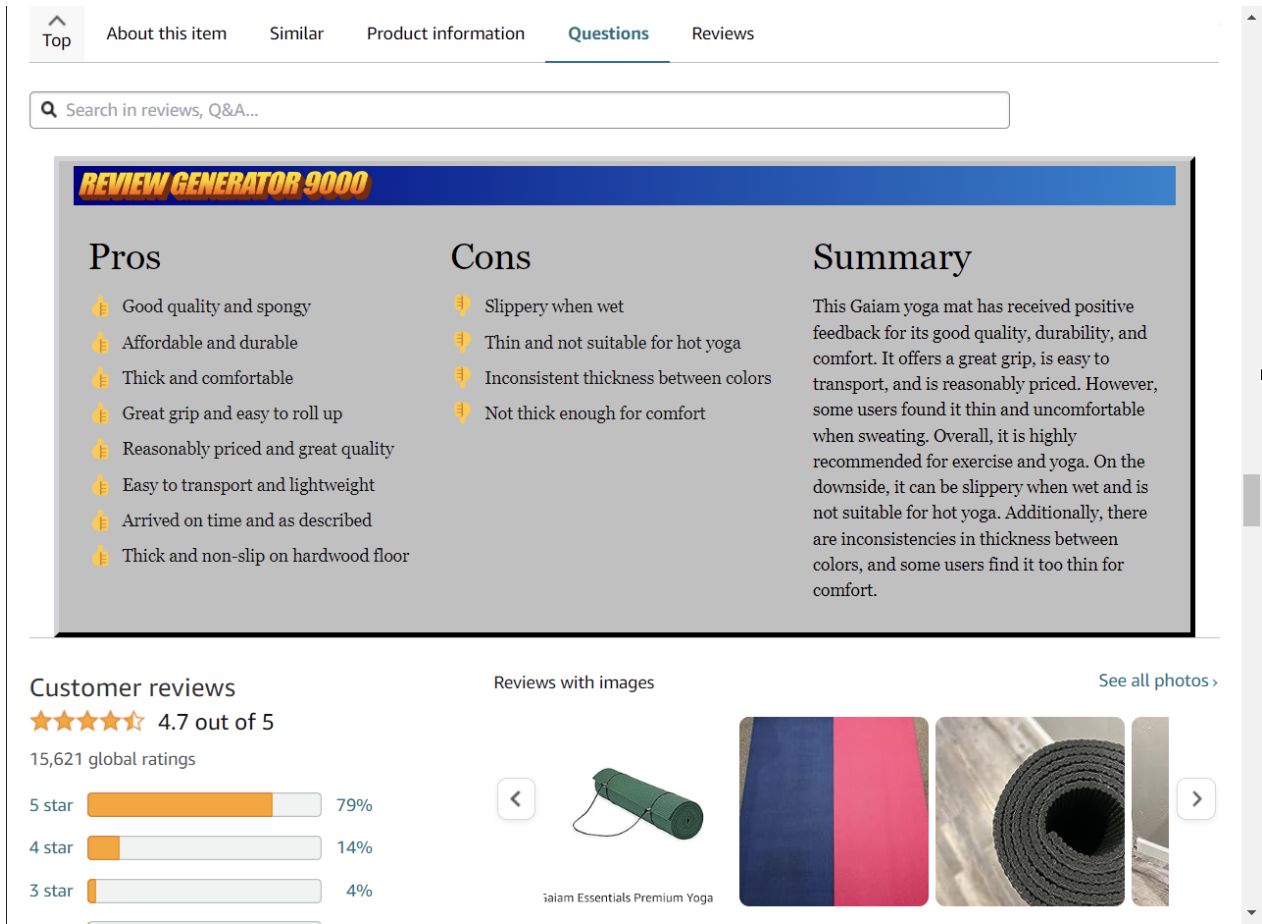 Top
About this item
Similar
Product information
Questions
Reviews
Search in reviews, Q&A...
REVIEW GENERATOR 9000
Pros
Good quality and spongy
Affordable and durable
Thick and comfortable
Great grip and easy to roll up
Reasonably priced and great quality
Easy to transport and lightweight
Arrived on time and as described
Thick and non-slip on hardwood floor
Cons
Slippery when wet
Thin and not suitable for hot yoga
Inconsistent thickness between colors
Not thick enough for comfort
Summary
This Gaiam yoga mat has received positive
feedback for its good quality, durability, and
comfort. It offers a great grip, is easy to
transport, and is reasonably priced. However,
some users found it thin and uncomfortable
when sweating. Overall, it is highly
recommended for exercise and yoga. On the
downside, it can be slippery when wet and is
not suitable for hot yoga. Additionally, there
are inconsistencies in thickness between
colors, and some users find it too thin for
comfort.
Customer reviews
4.7 out of 5
15,621 global ratings
5 star 79%
4 star 14%
3 star 4%
Reviews with images
See all photos ›
Gaiam Essentials Premium Yoga